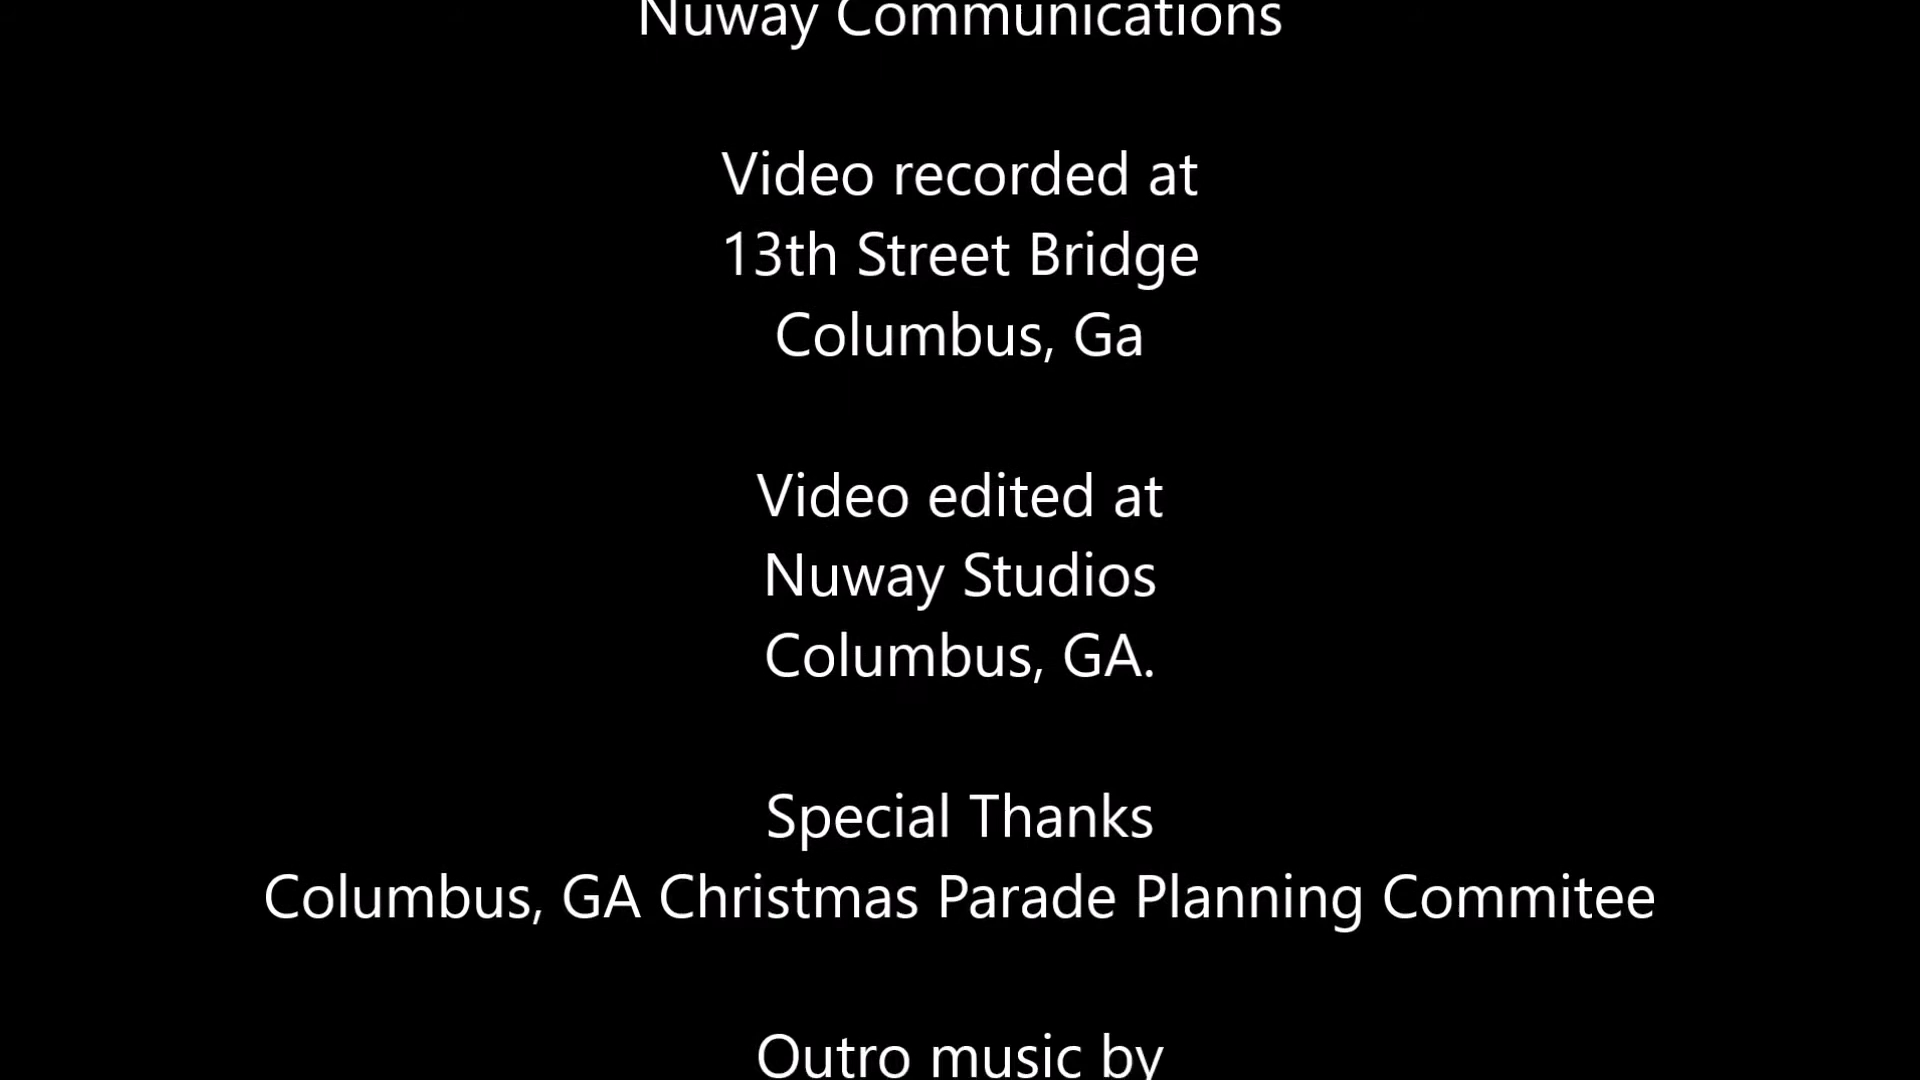 Nuway Communications
Video recorded at
13th Street Bridge
Columbus, Ga
Video edited at
Nuway Studios
Columbus, GA.
Special Thanks
Columbus, GA Christmas Parade Planning Commitee
Outro music by